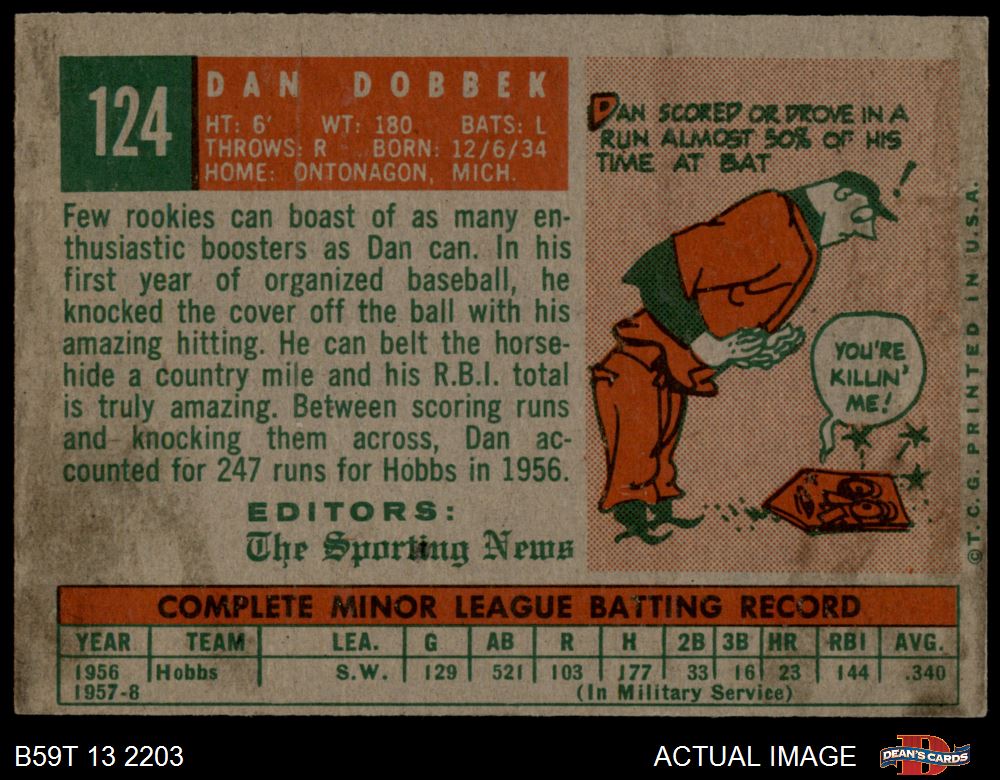 124
DAN DOBBEK
HT: 6' WT: 180 BATS: L
THROWS: R BORN: 12/6/34
HOME: ONTONAGON, MICH.
Few rookies can boast of as many en-
thusiastic boosters as Dan can. In his
first year of organized baseball, he
knocked the cover off the ball with his
amazing hitting. He can belt the horse-
hide a country mile and his R.B.I. total
is truly amazing. Between scoring runs
and knocking them across, Dan ac-
counted for 247 runs for Hobbs in 1956.
EDITORS:
The Sporting News
DAN SCORED OR DROVE IN A
RUN ALMOST 50% OF HIS
TIME AT BAT
!
YOU'RE
KILLIN'
ME!
© T. C. G. PRINTED IN U.S.A.
COMPLETE MINOR LEAGUE BATTING RECORD
YEAR TEAM LEA. G AB R H 2B 3B HR RBI AVG.
1956 Hobbs S.W. 129 521 103 177 33 16 23 144 .340
1957-8 (In Military Service)
B59T 13 2203
ACTUAL IMAGE
DEAN'S CARDS